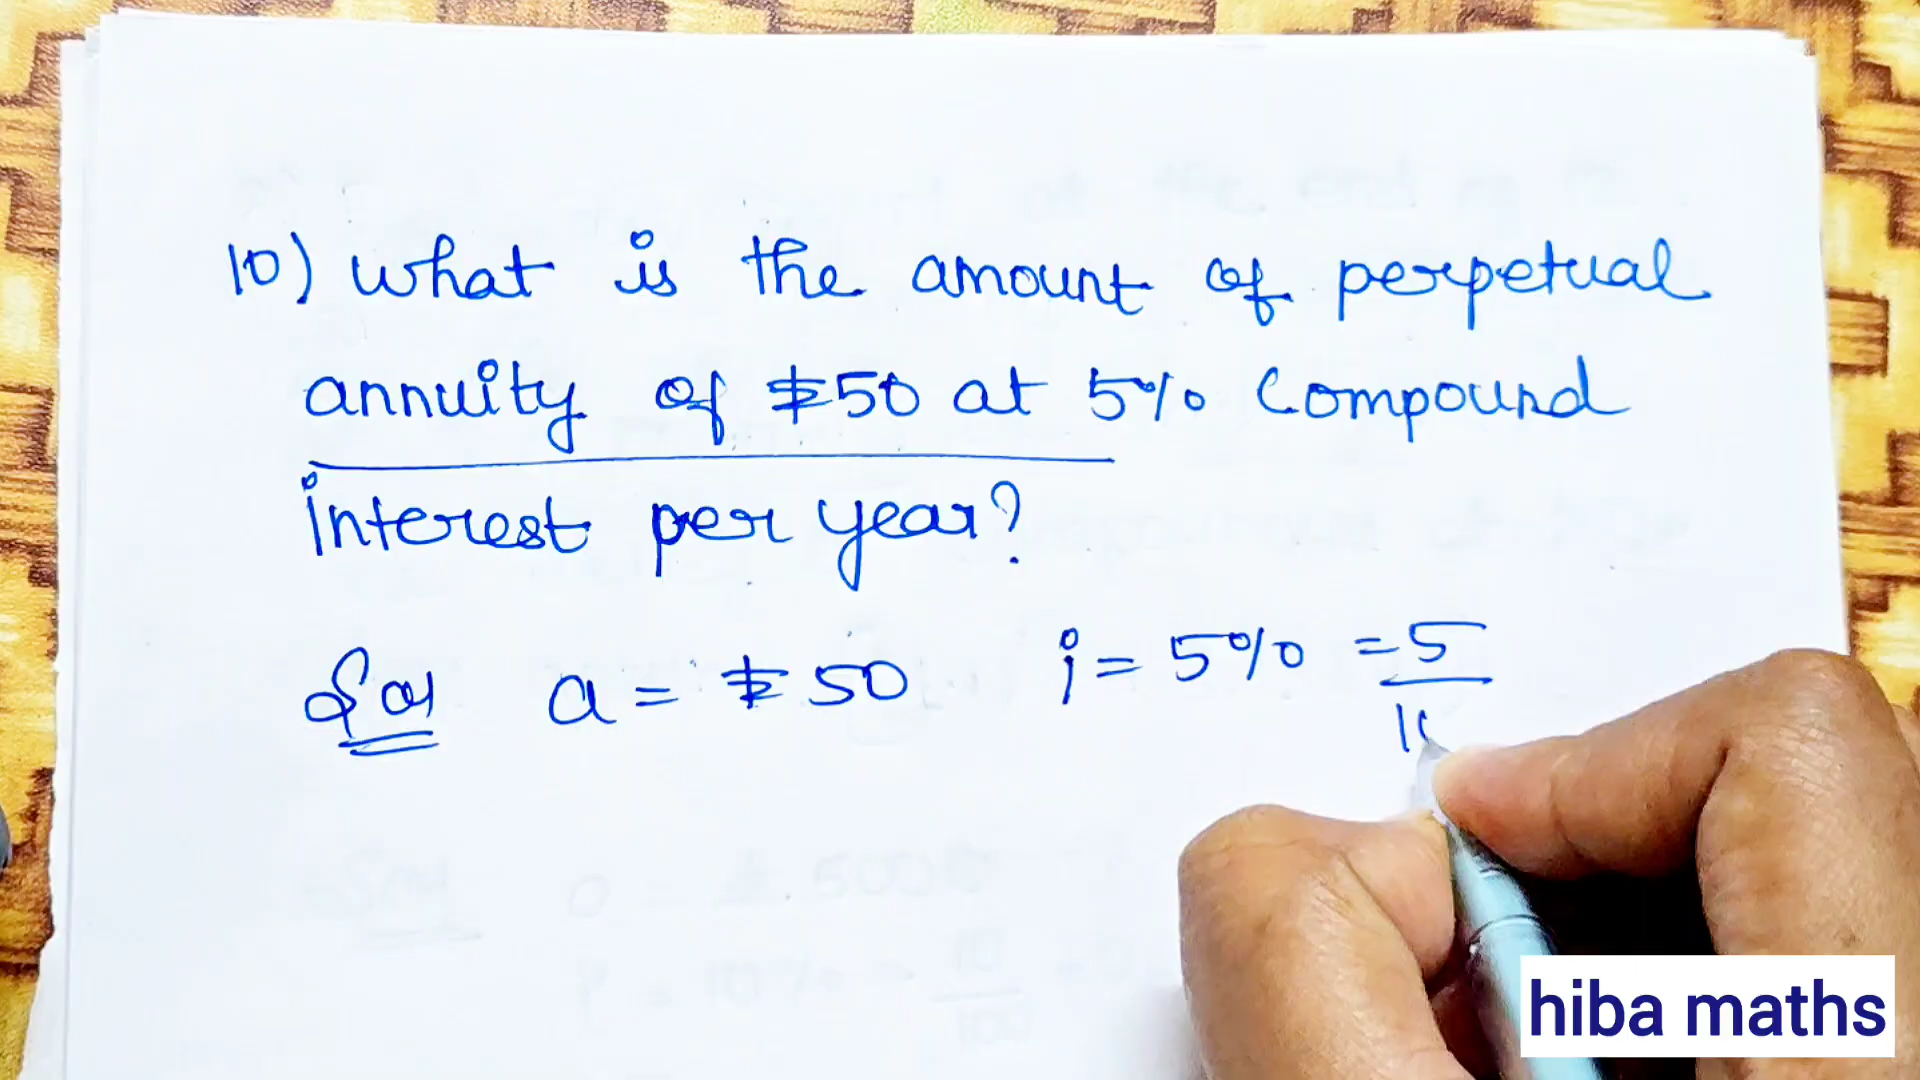 10) What is the amount of perpetual
annuity of ₹50 at 5% Compound
interest per year?
Sol a = ₹50 i = 5% = 5
10
hiba maths